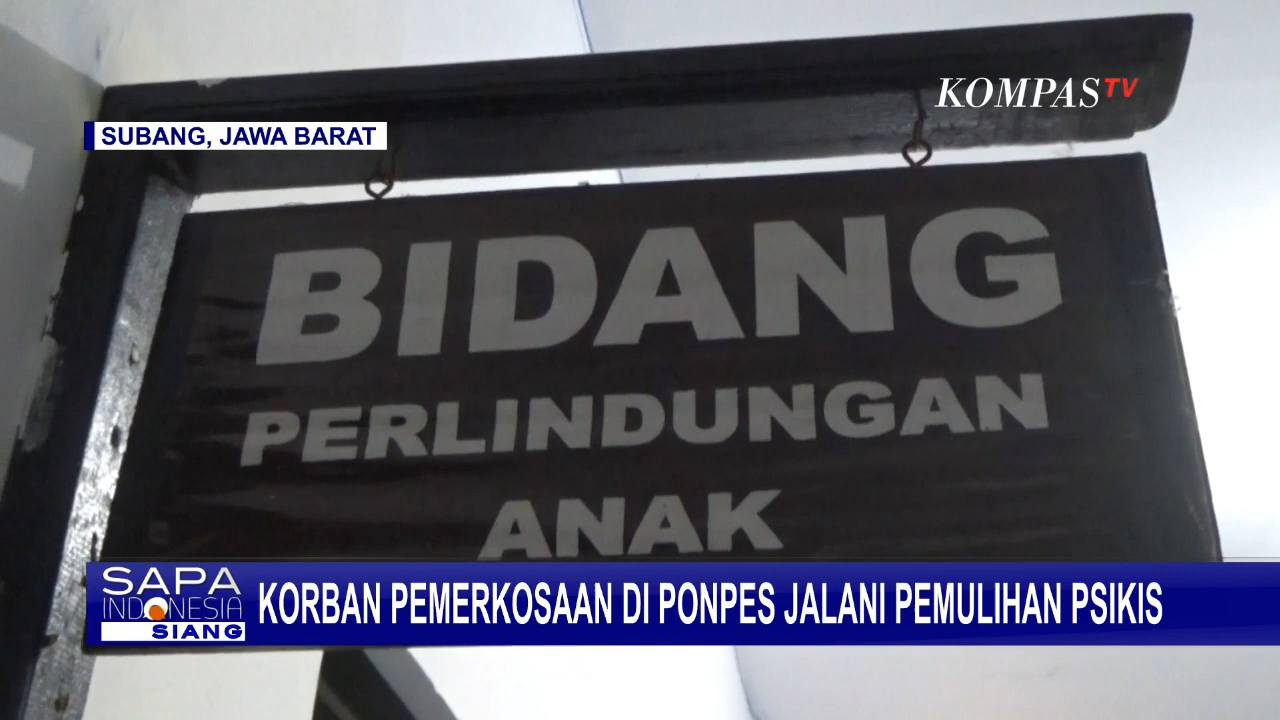 KOMPASTV
SUBANG, JAWA BARAT
BIDANG
PERLINDUNGAN
ANAK
SAPA
INDONESIA
SIANG
KORBAN PEMERKOSAAN DI PONPES JALANI PEMULIHAN PSIKIS